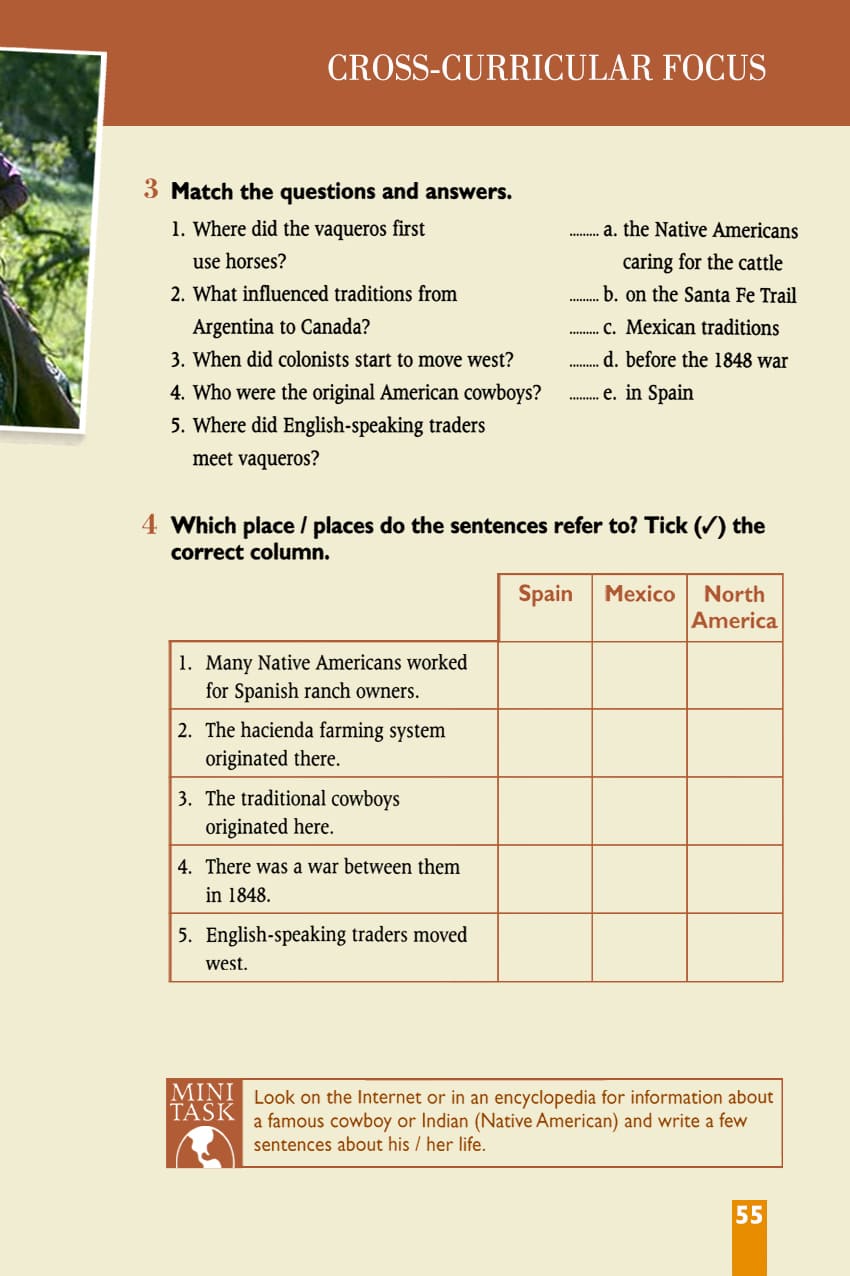 CROSS-CURRICULAR FOCUS
3 Match the questions and answers.
1. Where did the vaqueros first
use horses?
2. What influenced traditions from
Argentina to Canada?
3. When did colonists start to move west?
4. Who were the original American cowboys?
5. Where did English-speaking traders
meet vaqueros?
......... a. the Native Americans
caring for the cattle
......... b. on the Santa Fe Trail
......... c. Mexican traditions
......... d. before the 1848 war
......... e. in Spain
4 Which place / places do the sentences refer to? Tick (✓) the
correct column.
Spain Mexico North
America
1. Many Native Americans worked
for Spanish ranch owners.
2. The hacienda farming system
originated there.
3. The traditional cowboys
originated here.
4. There was a war between them
in 1848.
5. English-speaking traders moved
west.
MINI
TASK
Look on the Internet or in an encyclopedia for information about
a famous cowboy or Indian (Native American) and write a few
sentences about his / her life.
55